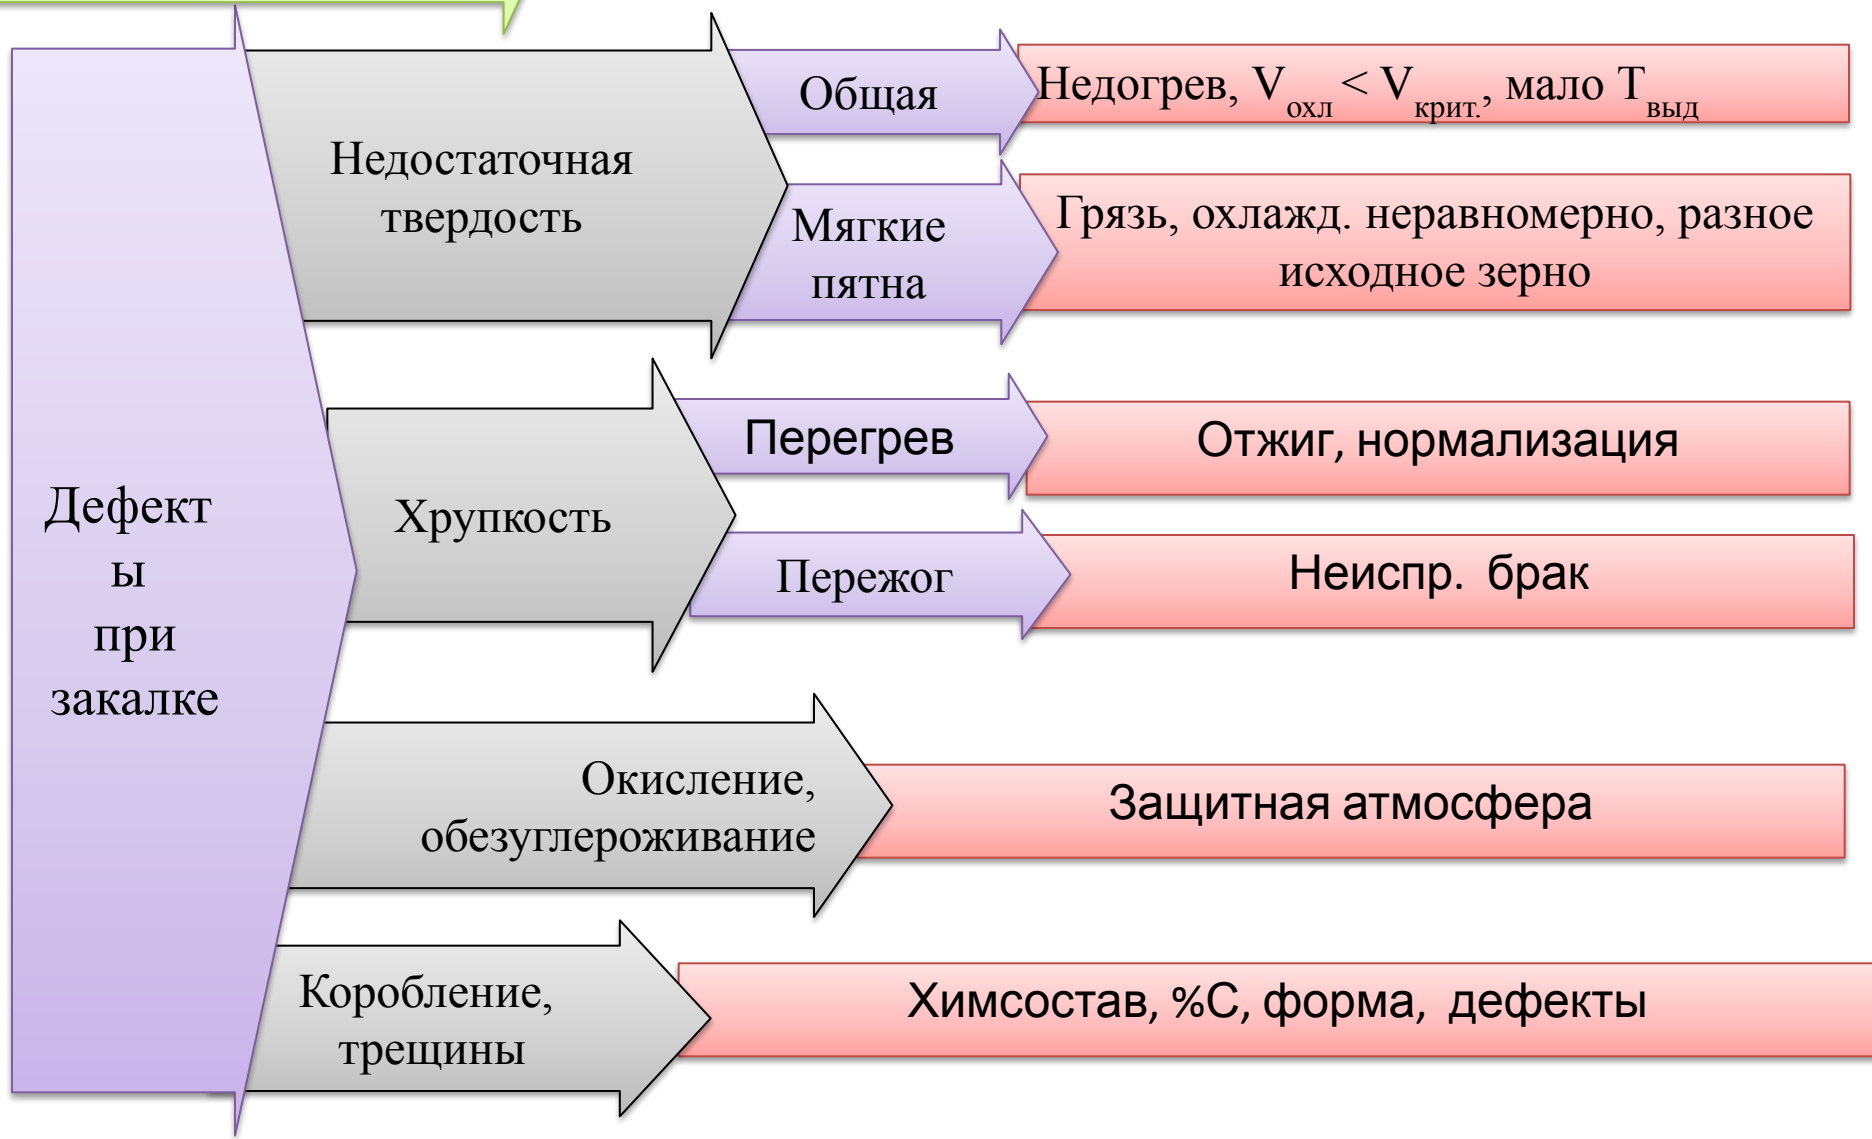 Дефект
ы
при
закалке
Недостаточная
твердость
Общая
Недогрев, Vохл < Vкрит., мало Tвыд
Мягкие
пятна
Грязь, охлажд. неравномерно, разное
исходное зерно
Хрупкость
Перегрев
Отжиг, нормализация
Пережог
Неиспр. брак
Окисление,
обезуглероживание
Защитная атмосфера
Коробление,
трещины
Химсостав, %С, форма, дефекты